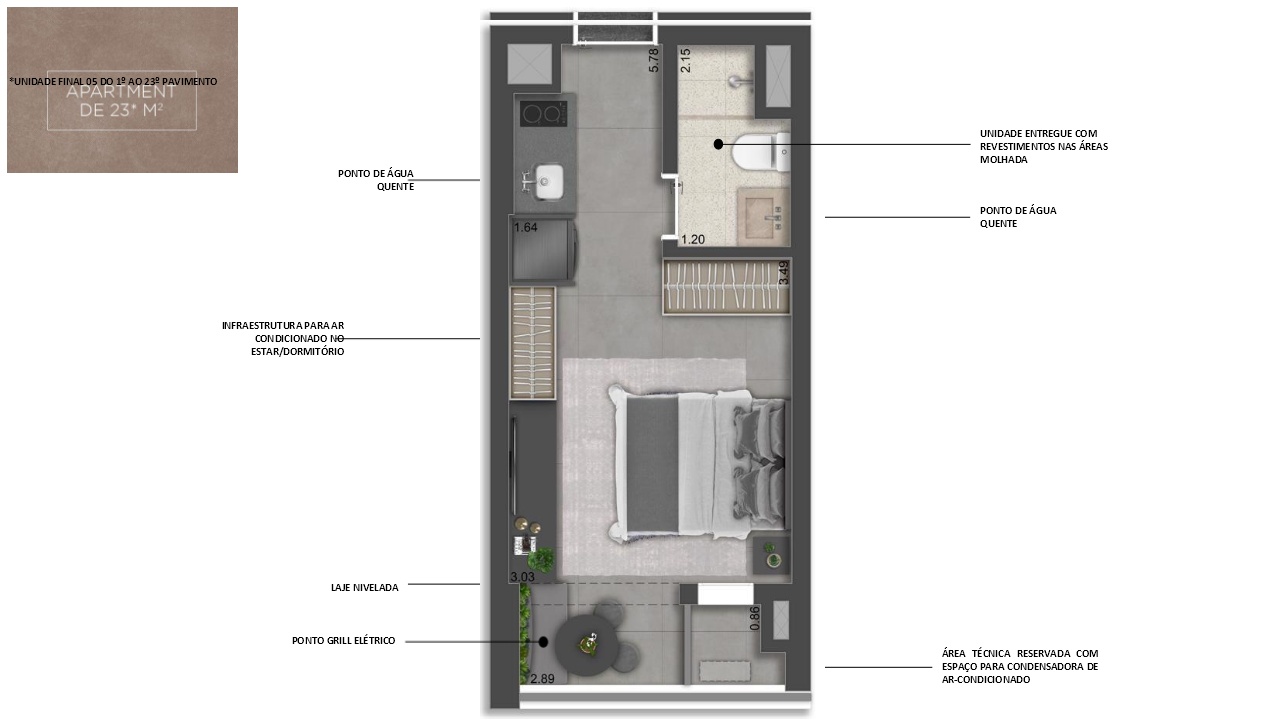 *UNIDADE FINAL 05 DO 1º AO 23º PAVIMENTO
APARTMENT
DE 23* M²
5.78
2.15
UNIDADE ENTREGUE COM
REVESTIMENTOS NAS ÁREAS
MOLHADA
PONTO DE ÁGUA
QUENTE
PONTO DE ÁGUA
QUENTE
1.64
1.20
3.49
INFRAESTRUTURA PARA AR
CONDICIONADO NO
ESTAR/DORMITÓRIO
3.03
LAJE NIVELADA
0.86
PONTO GRILL ELÉTRICO
2.89
ÁREA TÉCNICA RESERVADA COM
ESPAÇO PARA CONDENSADORA DE
AR-CONDICIONADO